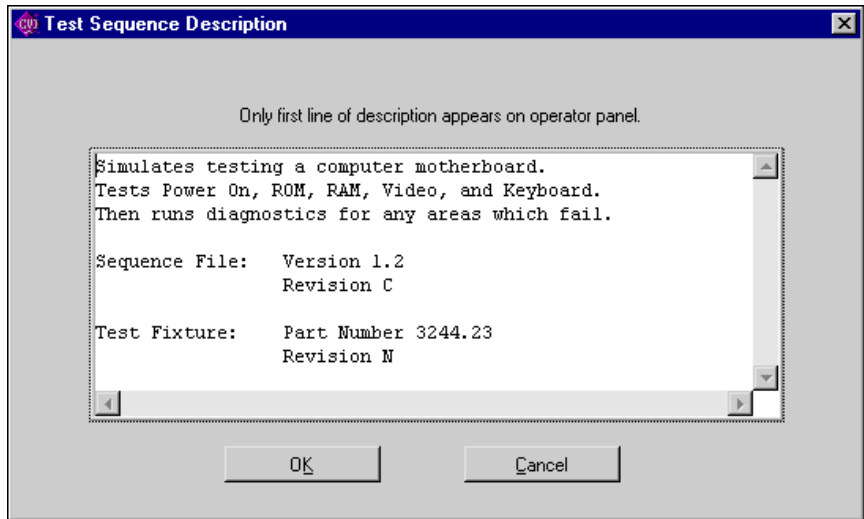 CVI Test Sequence Description
Only first line of description appears on operator panel.
Simulates testing a computer motherboard.
Tests Power On, ROM, RAM, Video, and Keyboard.
Then runs diagnostics for any areas which fail.
Sequence File: Version 1.2
Revision C
Test Fixture: Part Number 3244.23
Revision N
OK Cancel